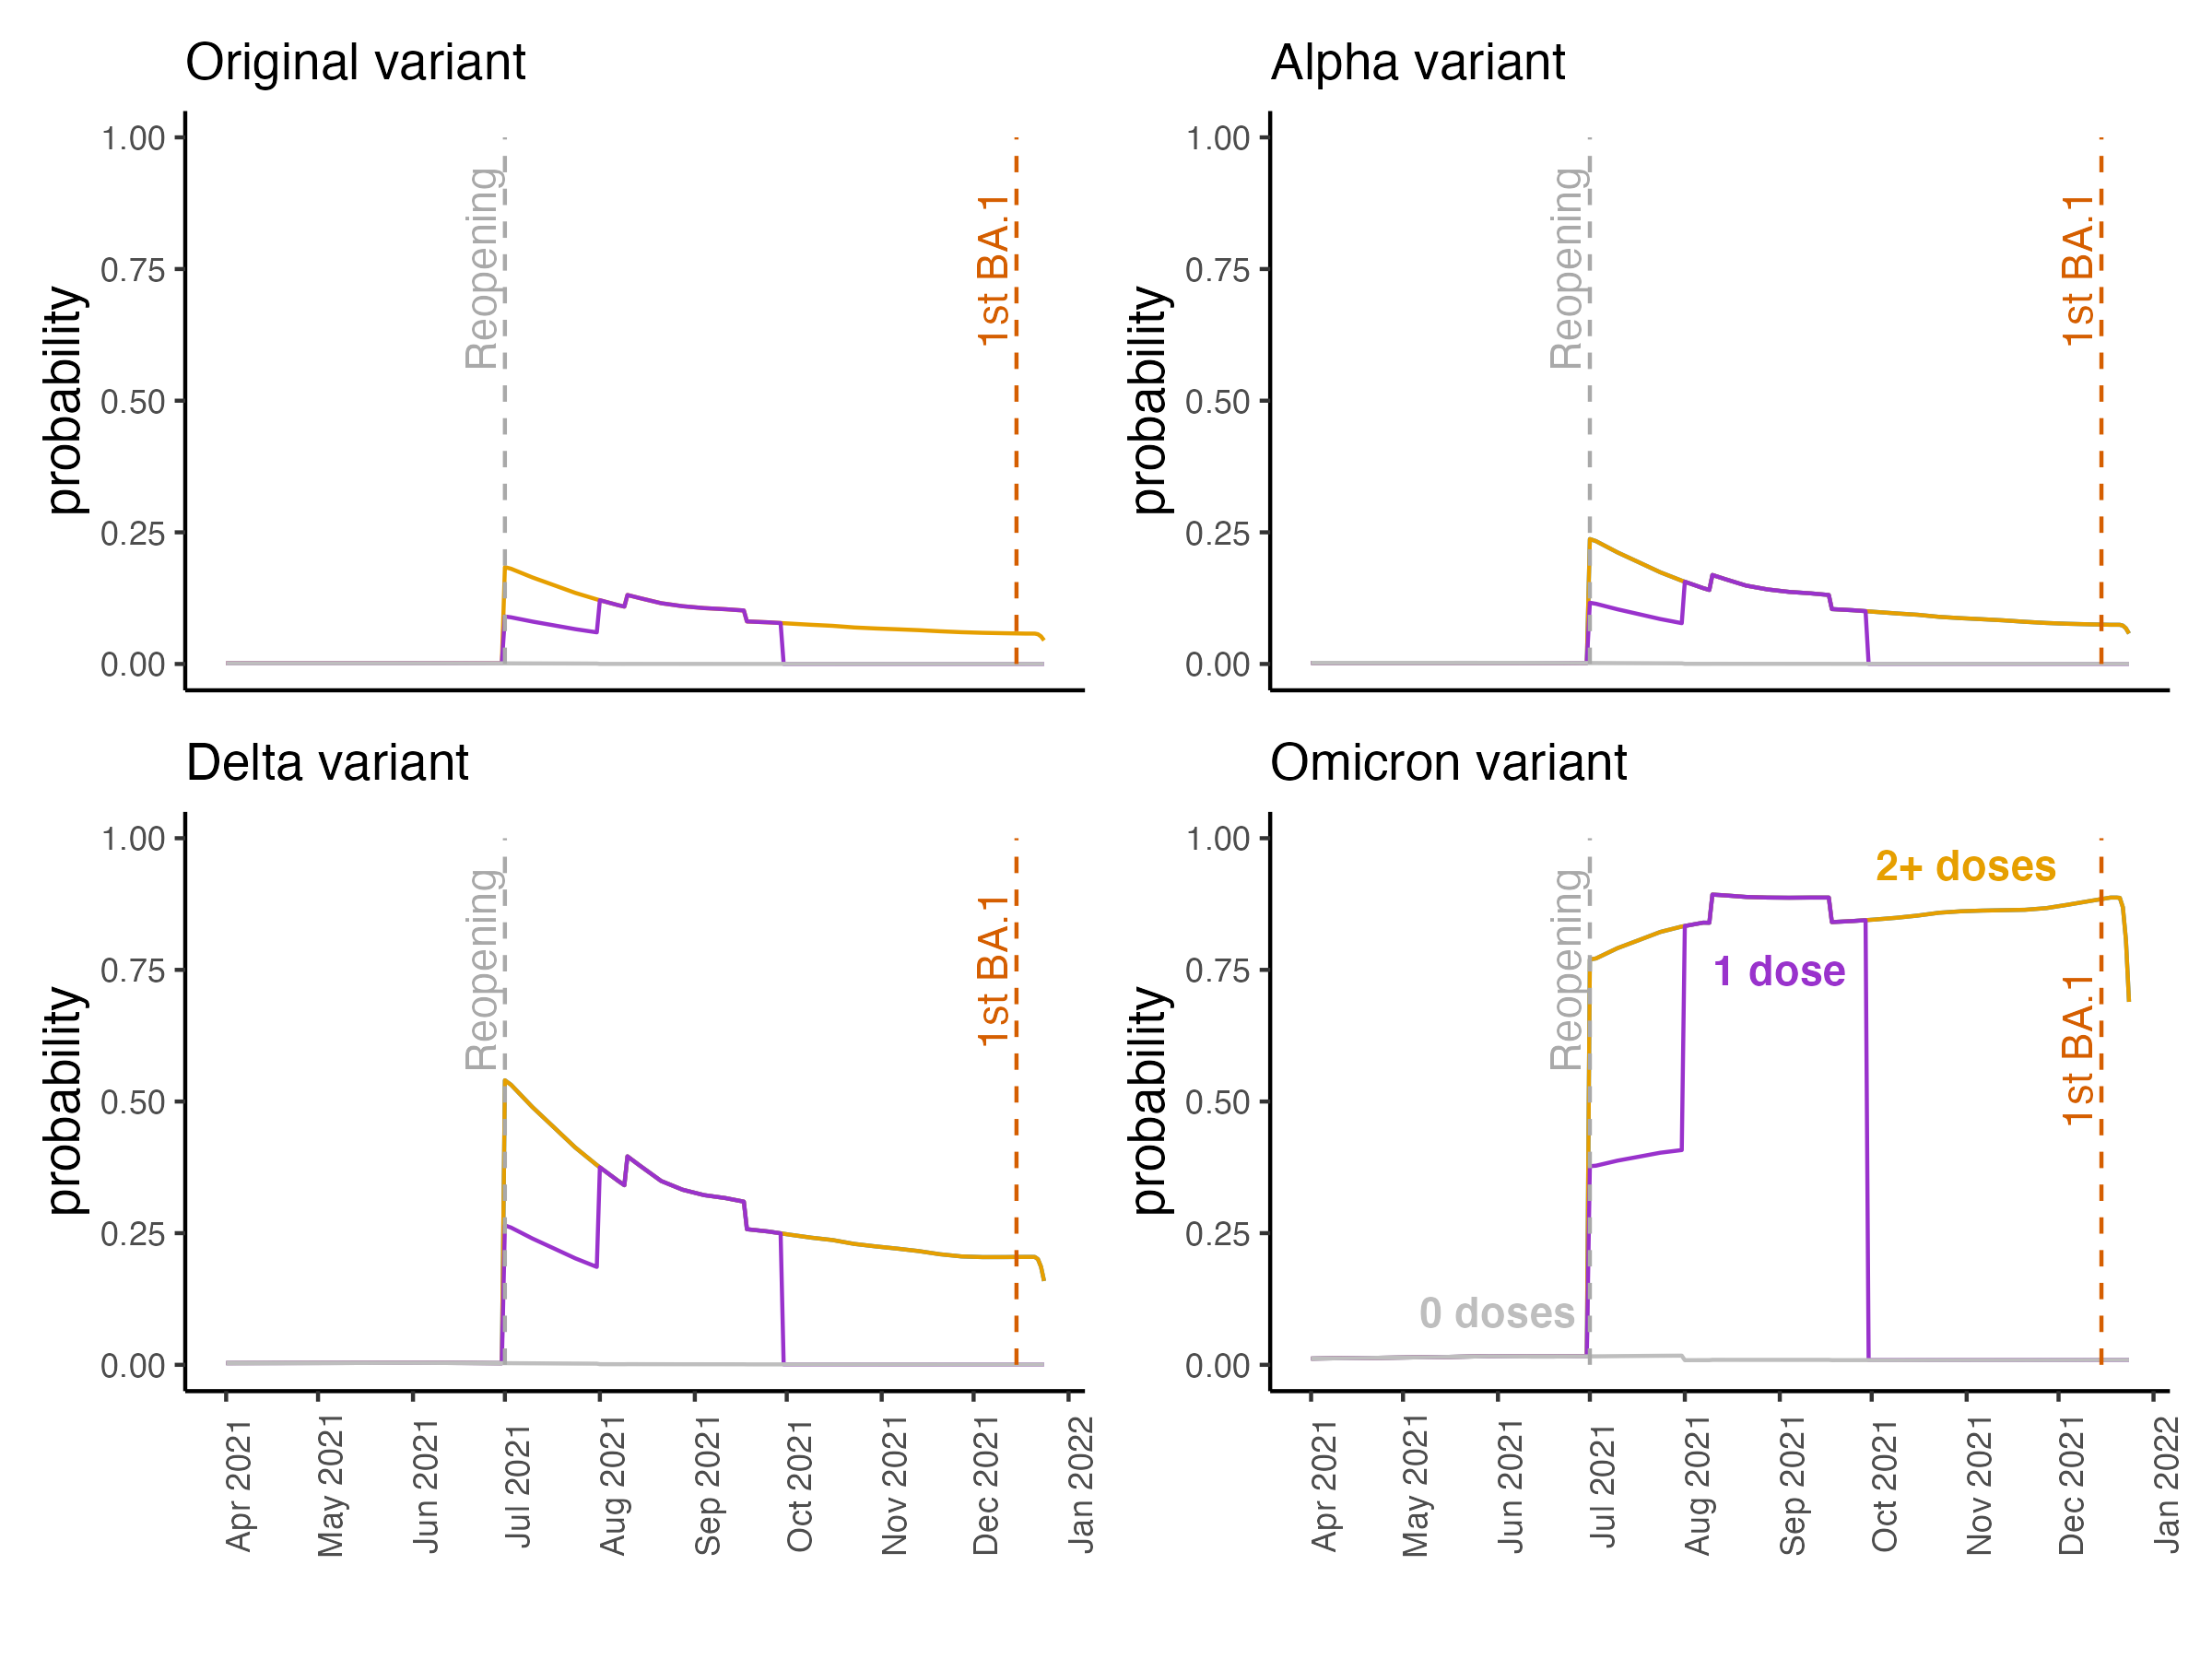 Original variant
1.00
0.75
0.50
0.25
0.00
probability
Reopening
1st BA.1
Alpha variant
1.00
0.75
0.50
0.25
0.00
probability
Reopening
1st BA.1
Delta variant
1.00
0.75
0.50
0.25
0.00
probability
Reopening
1st BA.1
Apr 2021
May 2021
Jun 2021
Jul 2021
Aug 2021
Sep 2021
Oct 2021
Nov 2021
Dec 2021
Jan 2022
Omicron variant
1.00
0.75
0.50
0.25
0.00
probability
Reopening
2+ doses
1 dose
0 doses
1st BA.1
Apr 2021
May 2021
Jun 2021
Jul 2021
Aug 2021
Sep 2021
Oct 2021
Nov 2021
Dec 2021
Jan 2022